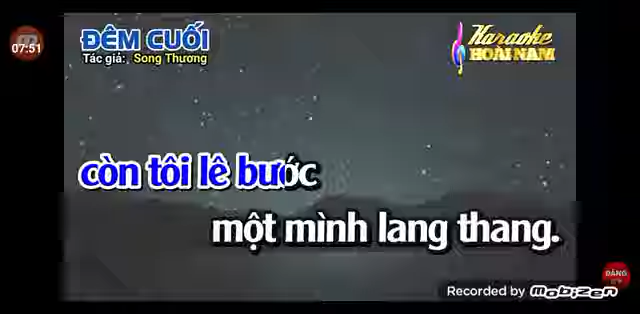 07:51
ĐÊM CUỐI
Tác giả: Song Thương
Karaoke
HOÀI NAM
còn tôi lê bước
một mình lang thang.
ĐĂNG
Recorded by Mobizen